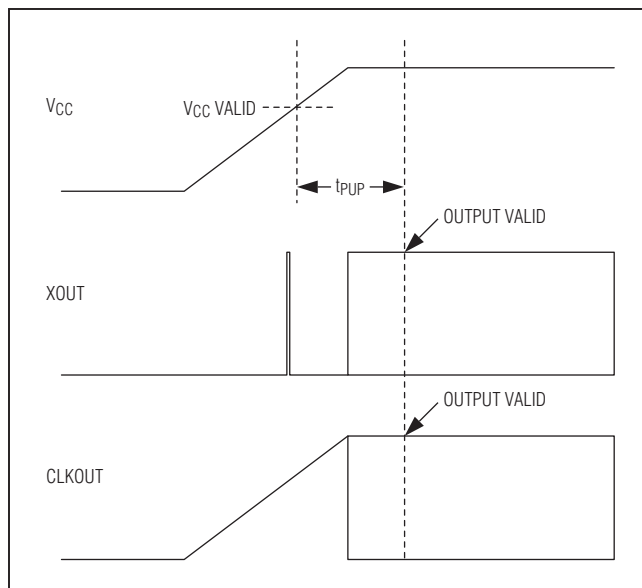 VCC
VCC VALID
tPUP
OUTPUT VALID
XOUT
OUTPUT VALID
CLKOUT